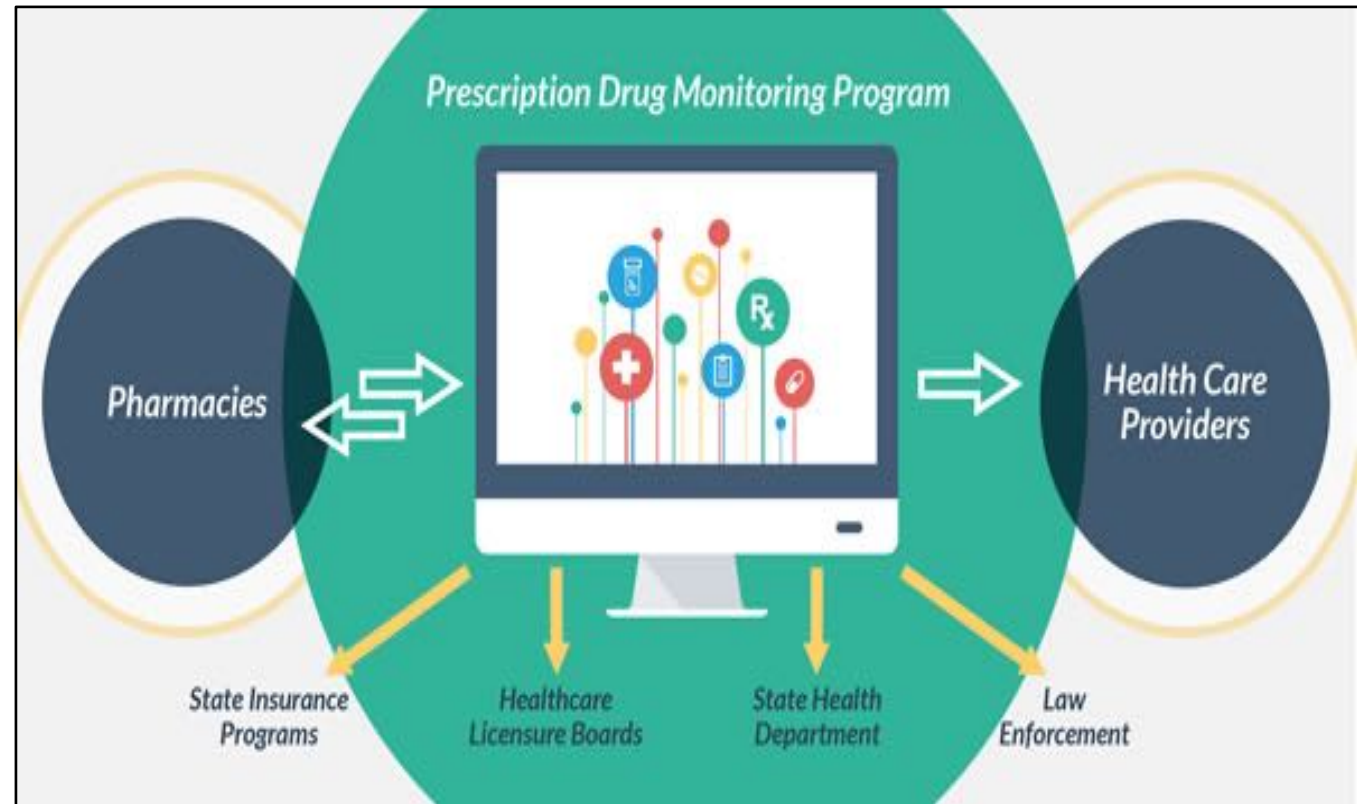 Prescription Drug Monitoring Program
Rx
Pharmacies
Health Care
Providers
State Insurance
Programs
Healthcare
Licensure Boards
State Health
Department
Law
Enforcement